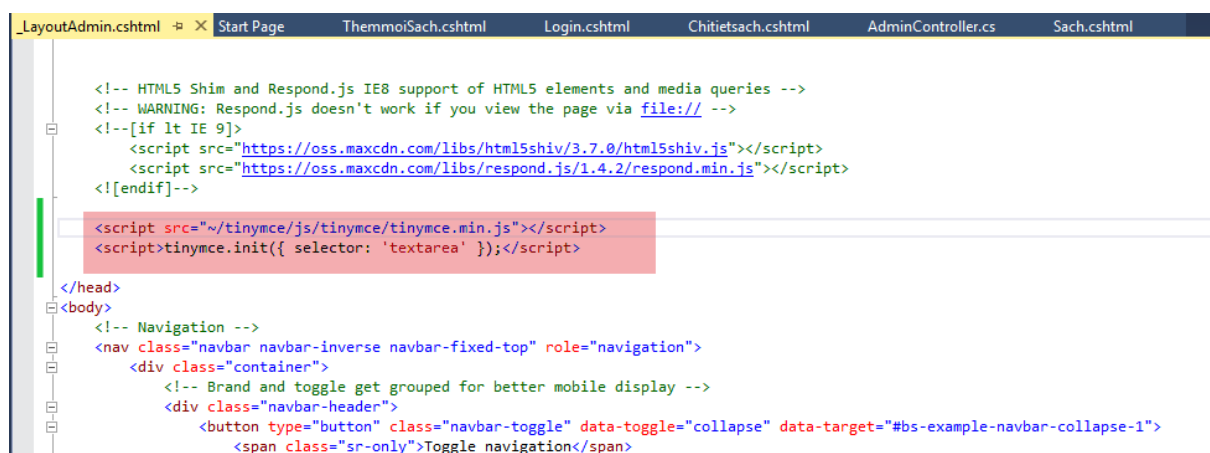 _LayoutAdmin.cshtml Start Page ThemmoiSach.cshtml Login.cshtml Chitietsach.cshtml AdminController.cs Sach.cshtml
<!-- HTML5 Shim and Respond.js IE8 support of HTML5 elements and media queries -->
<!-- WARNING: Respond.js doesn't work if you view the page via file:// -->
<!--[if lt IE 9]>
<script src="https://oss.maxcdn.com/libs/html5shiv/3.7.0/html5shiv.js"></script>
<script src="https://oss.maxcdn.com/libs/respond.js/1.4.2/respond.min.js"></script>
<![endif]-->
<script src="~/tinymce/js/tinymce/tinymce.min.js"></script>
<script>tinymce.init({ selector: 'textarea' });</script>
</head>
<body>
<!-- Navigation -->
<nav class="navbar navbar-inverse navbar-fixed-top" role="navigation">
<div class="container">
<!-- Brand and toggle get grouped for better mobile display -->
<div class="navbar-header">
<button type="button" class="navbar-toggle" data-toggle="collapse" data-target="#bs-example-navbar-collapse-1">
<span class="sr-only">Toggle navigation</span>